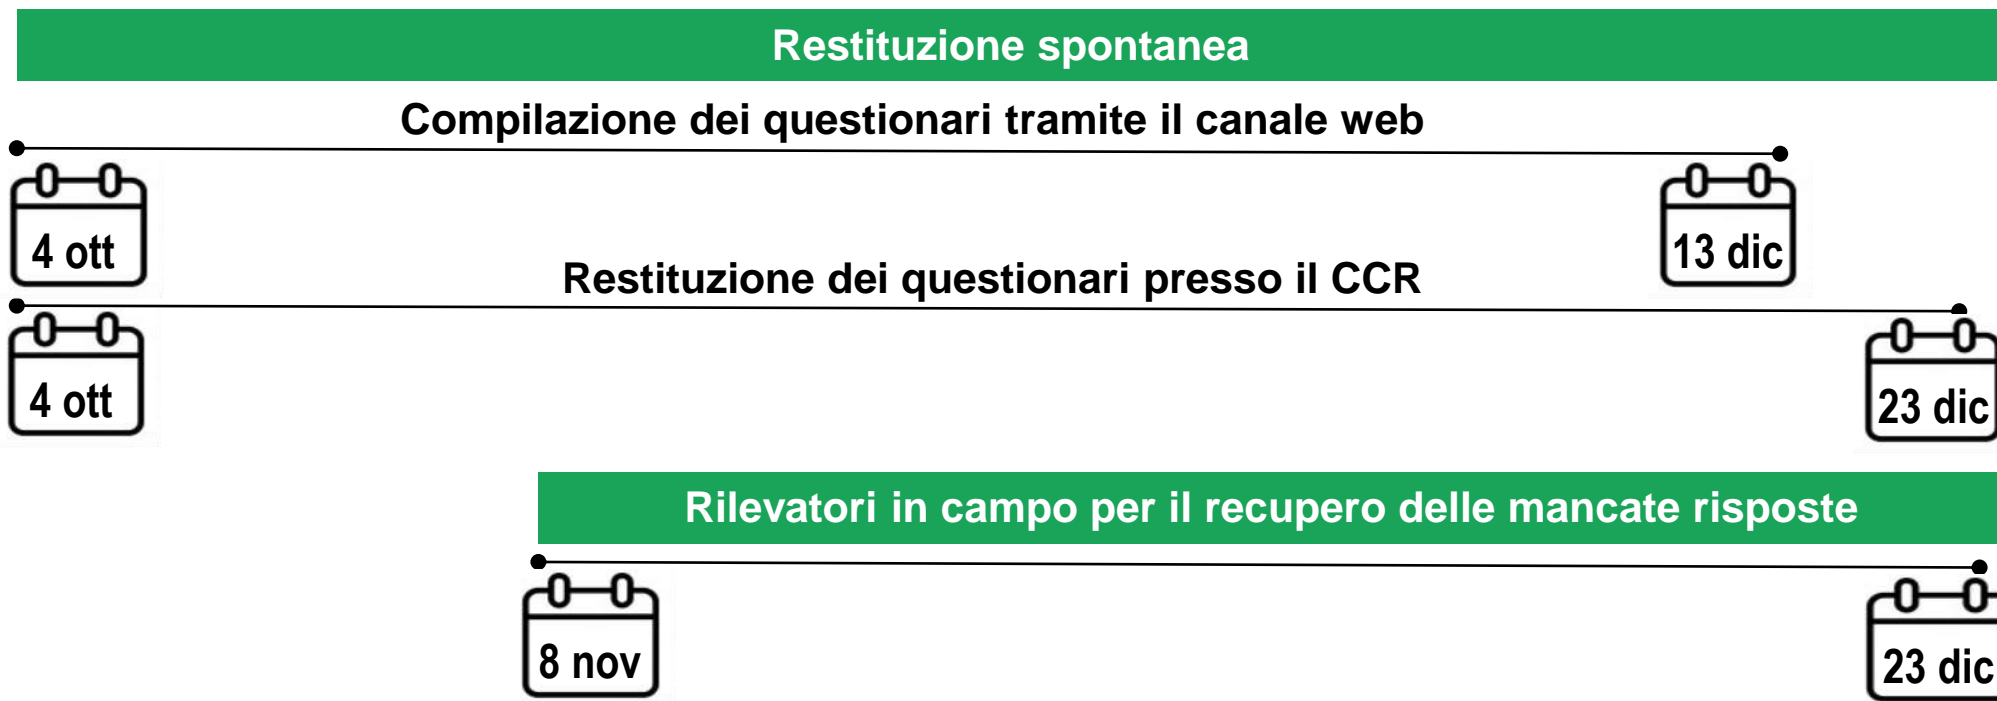 Restituzione spontanea
Compilazione dei questionari tramite il canale web
4 ott
13 dic
Restituzione dei questionari presso il CCR
4 ott
23 dic
Rilevatori in campo per il recupero delle mancate risposte
8 nov
23 dic